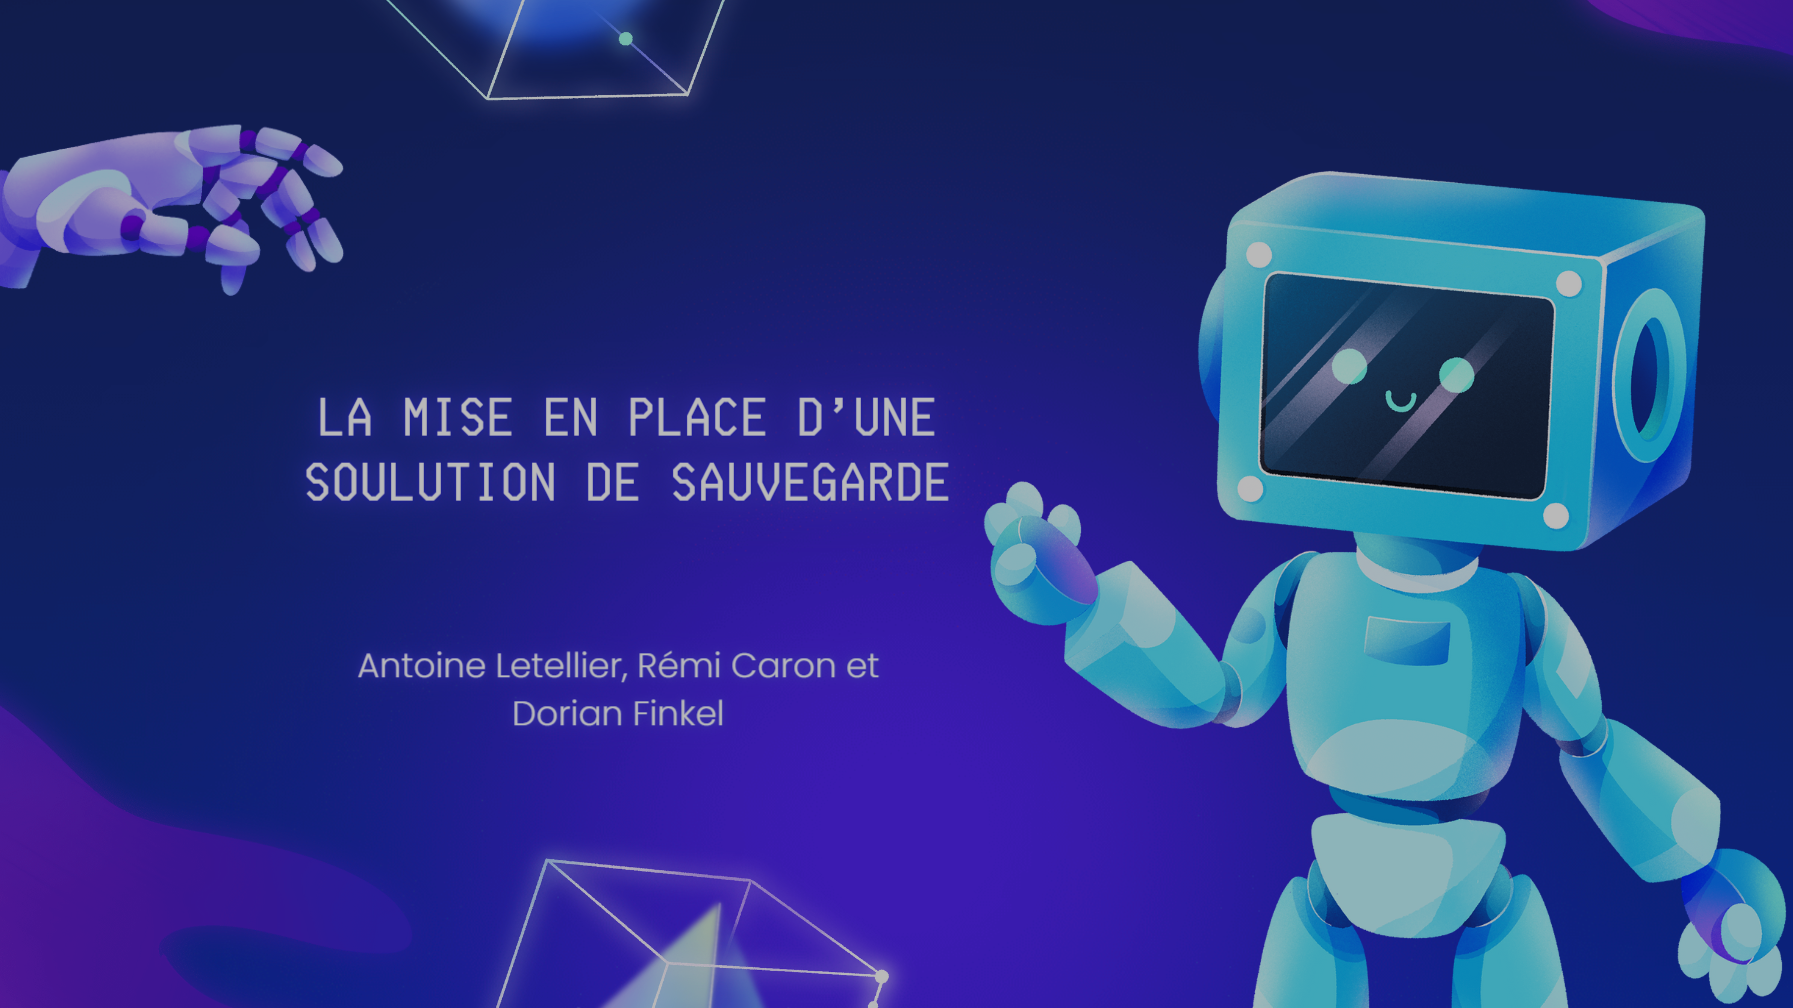 LA MISE EN PLACE D’UNE
SOULUTION DE SAUVEGARDE
Antoine Letellier, Rémi Caron et
Dorian Finkel